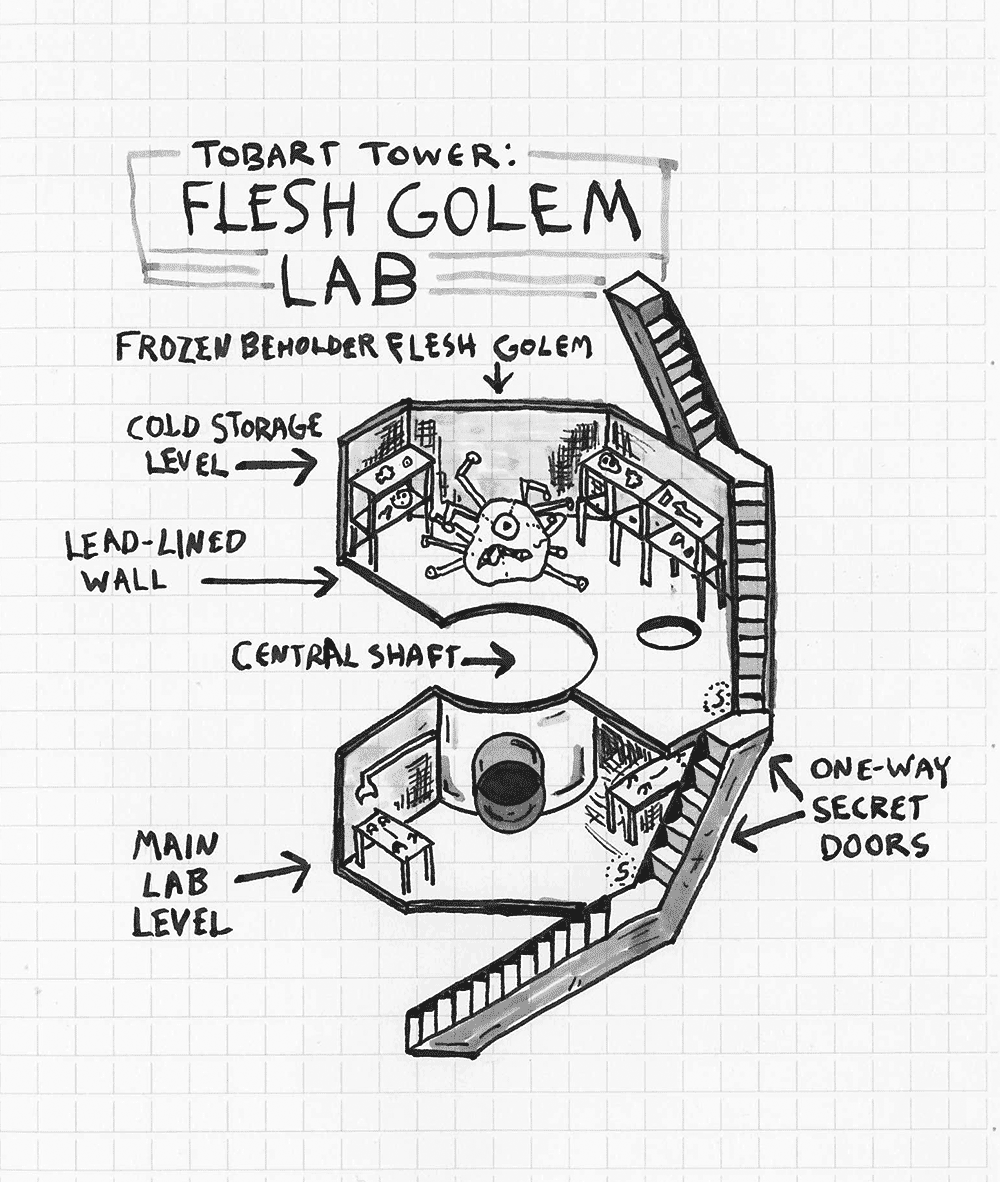 TOBART TOWER:
FLESH GOLEM
LAB
FROZEN BEHOLDER FLESH GOLEM
COLD STORAGE
LEVEL
LEAD-LINED
WALL
CENTRAL SHAFT
S
ONE-WAY
SECRET
DOORS
MAIN
LAB
LEVEL
S